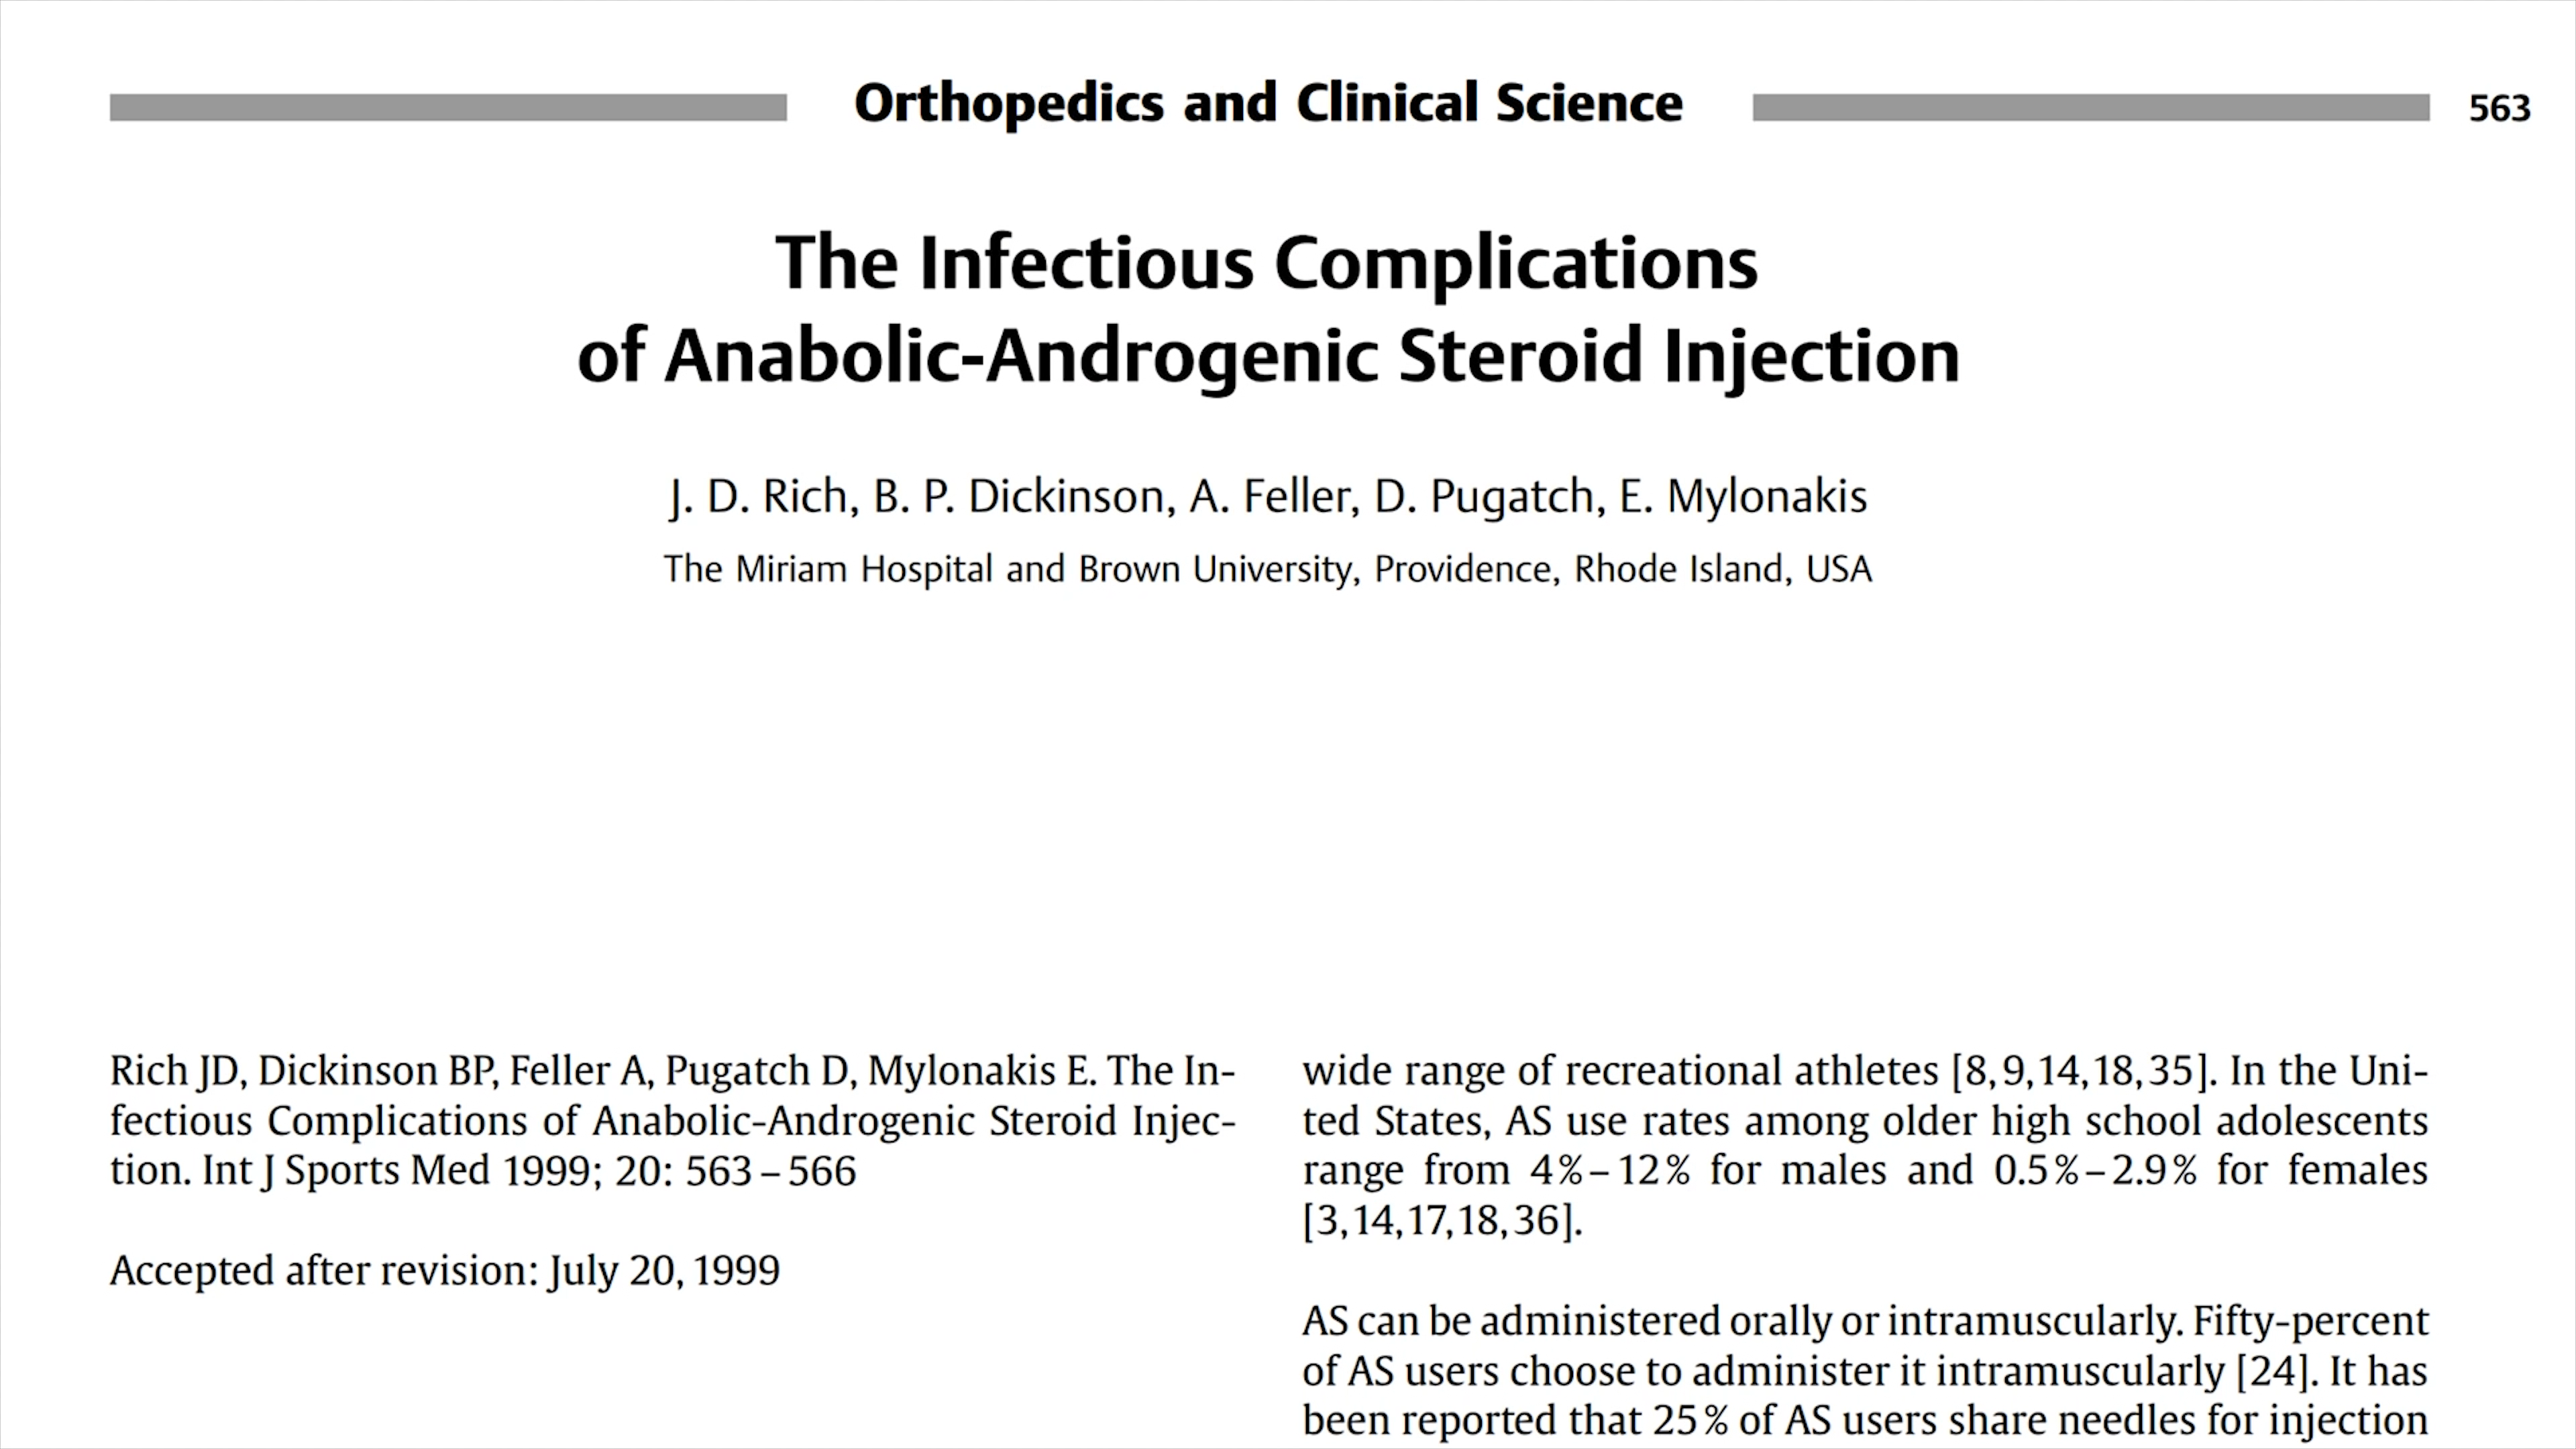 Orthopedics and Clinical Science
563
The Infectious Complications
of Anabolic-Androgenic Steroid Injection
J. D. Rich, B. P. Dickinson, A. Feller, D. Pugatch, E. Mylonakis
The Miriam Hospital and Brown University, Providence, Rhode Island, USA
Rich JD, Dickinson BP, Feller A, Pugatch D, Mylonakis E. The In-
fectious Complications of Anabolic-Androgenic Steroid Injec-
tion. Int J Sports Med 1999; 20: 563 – 566
Accepted after revision: July 20, 1999
wide range of recreational athletes [8,9,14,18,35]. In the Uni-
ted States, AS use rates among older high school adolescents
range from 4% – 12% for males and 0.5% – 2.9% for females
[3,14,17,18,36].
AS can be administered orally or intramuscularly. Fifty-percent
of AS users choose to administer it intramuscularly [24]. It has
been reported that 25% of AS users share needles for injection